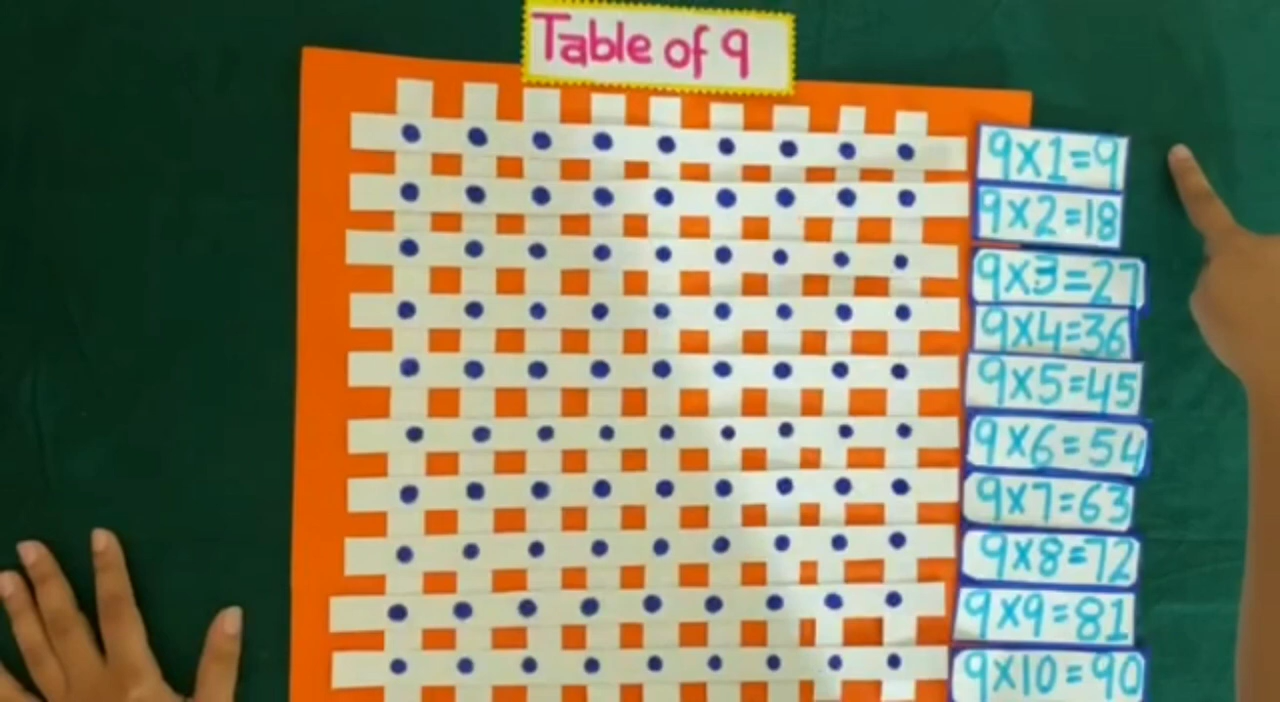 Table of 9
9X1=9
9X2=18
9X3=27
9X4=36
9X5=45
9X6=54
9X7=63
9X8=72
9X9=81
9X10=90